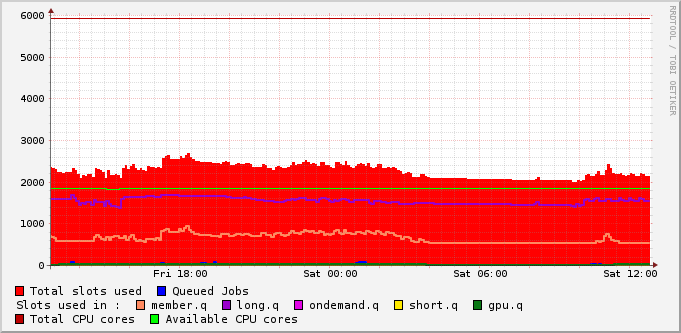 RRDTOOL / TOBI OETIKER
6000
5000
4000
3000
2000
1000
0
Fri 18:00 Sat 00:00 Sat 06:00 Sat 12:00
Total slots used Queued Jobs
Slots used in : member.q long.q ondemand.q short.q gpu.q
Total CPU cores Available CPU cores